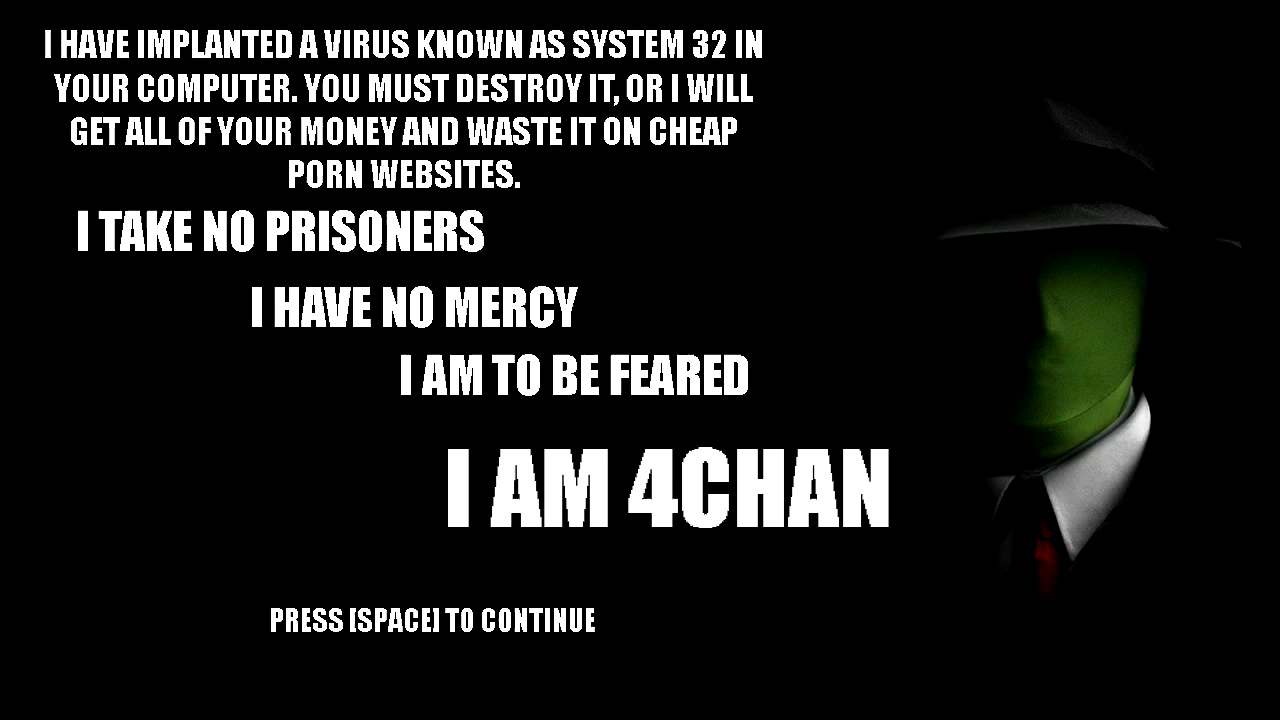 I HAVE IMPLANTED A VIRUS KNOWN AS SYSTEM 32 IN
YOUR COMPUTER. YOU MUST DESTROY IT, OR I WILL
GET ALL OF YOUR MONEY AND WASTE IT ON CHEAP
PORN WEBSITES.
I TAKE NO PRISONERS
I HAVE NO MERCY
I AM TO BE FEARED
I AM 4CHAN
PRESS [SPACE] TO CONTINUE